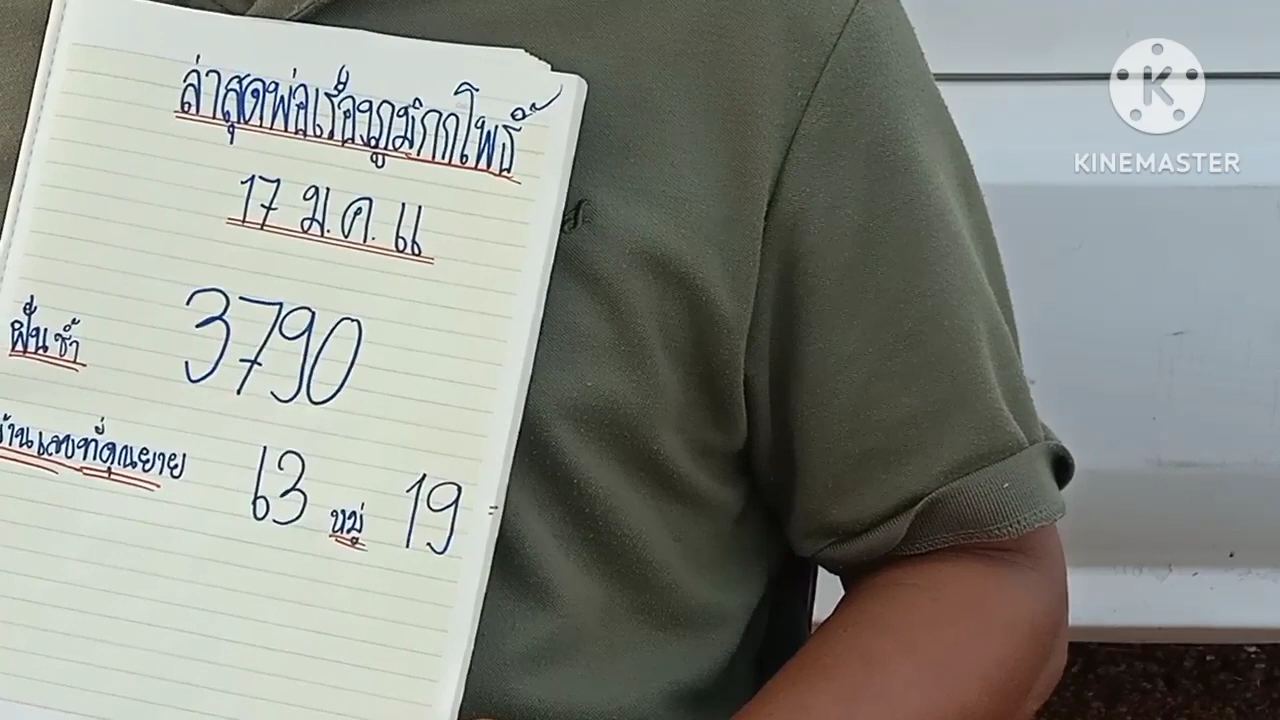 ล่าสุดพ่อเรืองภูมิกกโพธิ์
17 ม.ค. 
ฝันซ้ำ 3790
บ้านเลขที่คุณยาย 63 หมู่ 19
KINEMASTER